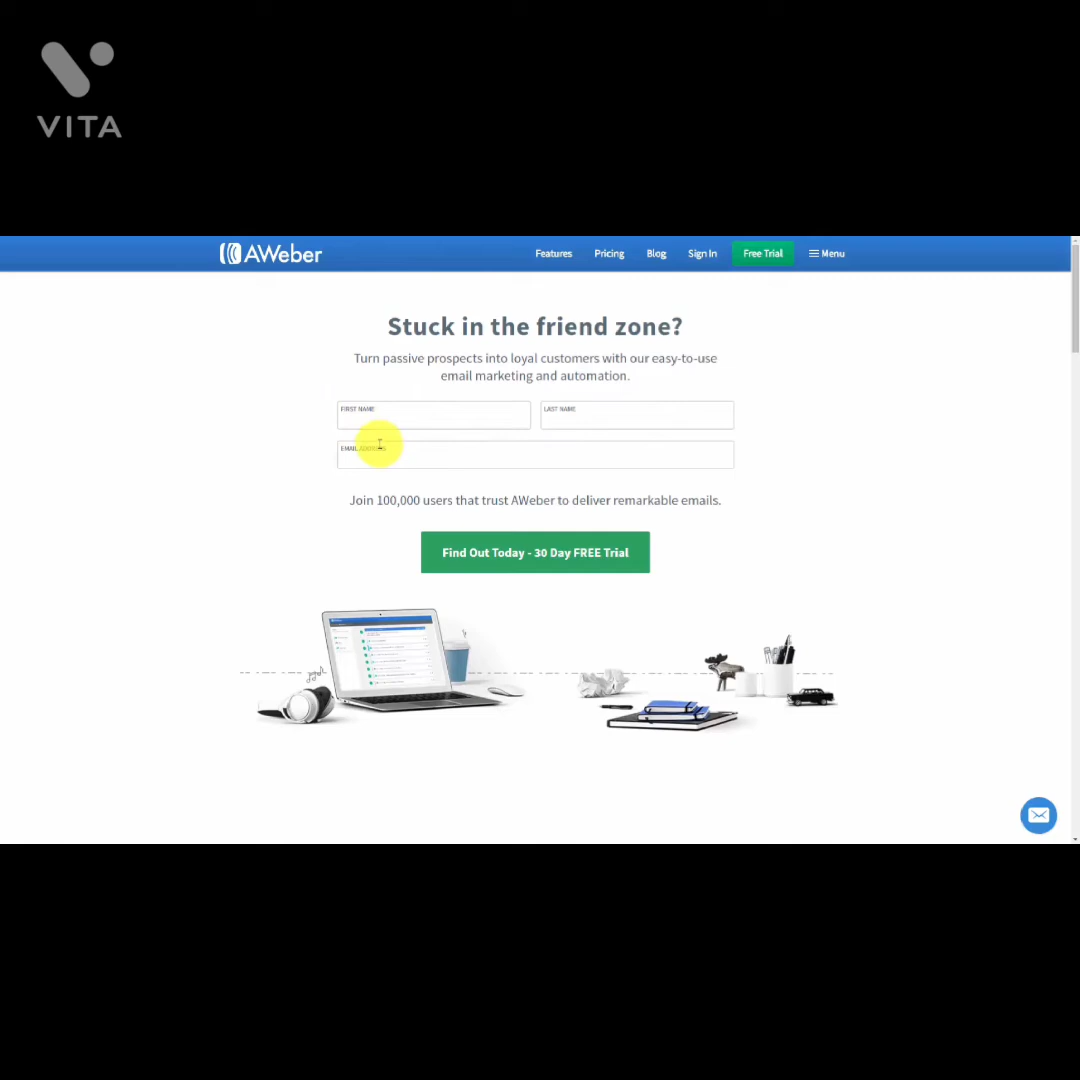 VITA
AWeber
Features Pricing Blog Sign In Free Trial Menu
Stuck in the friend zone?
Turn passive prospects into loyal customers with our easy-to-use
email marketing and automation.
FIRST NAME LAST NAME
EMAIL ADDRESS
Join 100,000 users that trust AWeber to deliver remarkable emails.
Find Out Today - 30 Day FREE Trial